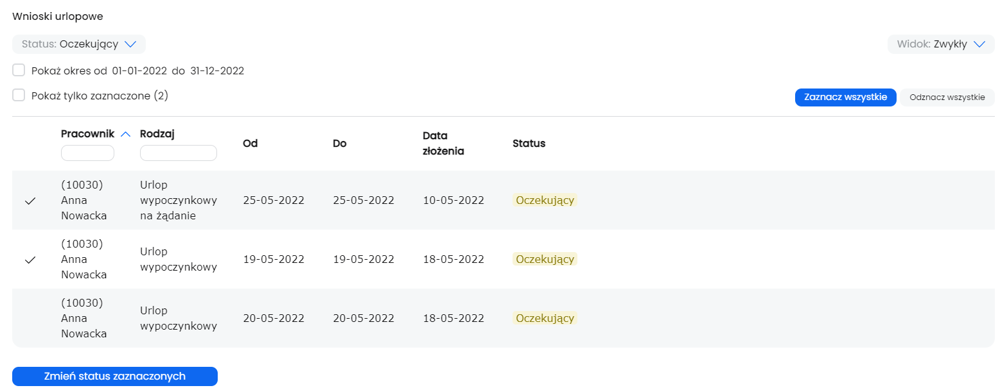 Wnioski urlopowe
Status: Oczekujący
Widok: Zwykły
Pokaż okres od 01-01-2022 do 31-12-2022
Pokaż tylko zaznaczone (2)
Zaznacz wszystkie
Odznacz wszystkie
Pracownik
Rodzaj
Od
Do
Data
złożenia
Status
(10030)
Anna
Nowacka
Urlop
wypoczynkowy
na żądanie
25-05-2022
25-05-2022
10-05-2022
Oczekujący
(10030)
Anna
Nowacka
Urlop
wypoczynkowy
19-05-2022
19-05-2022
18-05-2022
Oczekujący
(10030)
Anna
Nowacka
Urlop
wypoczynkowy
20-05-2022
20-05-2022
18-05-2022
Oczekujący
Zmień status zaznaczonych